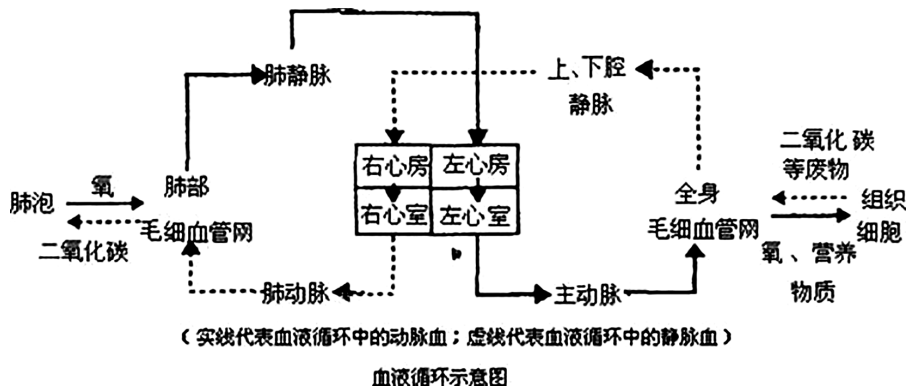 肺静脉
上、下腔
静脉
二氧化碳
等废物
右心房 左心房
肺泡 氧 肺部 全身 组织
右心室 左心室
二氧化碳 毛细血管网 毛细血管网 细胞
氧、营养
物质
肺动脉 主动脉
(实线代表血液循环中的动脉血;虚线代表血液循环中的静脉血)
血液循环示意图